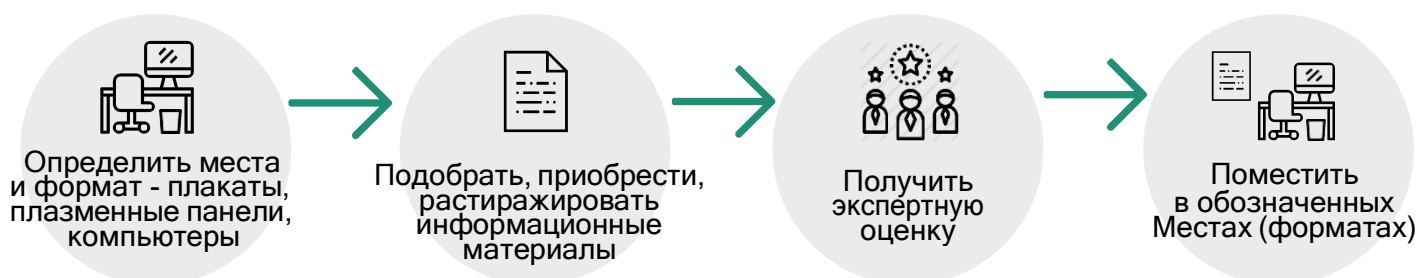 Определить места
и формат - плакаты,
плазменные панели,
компьютеры
Подобрать, приобрести,
растиражировать
информационные
материалы
Получить
экспертную
оценку
Поместить
в обозначенных
Местах (форматах)